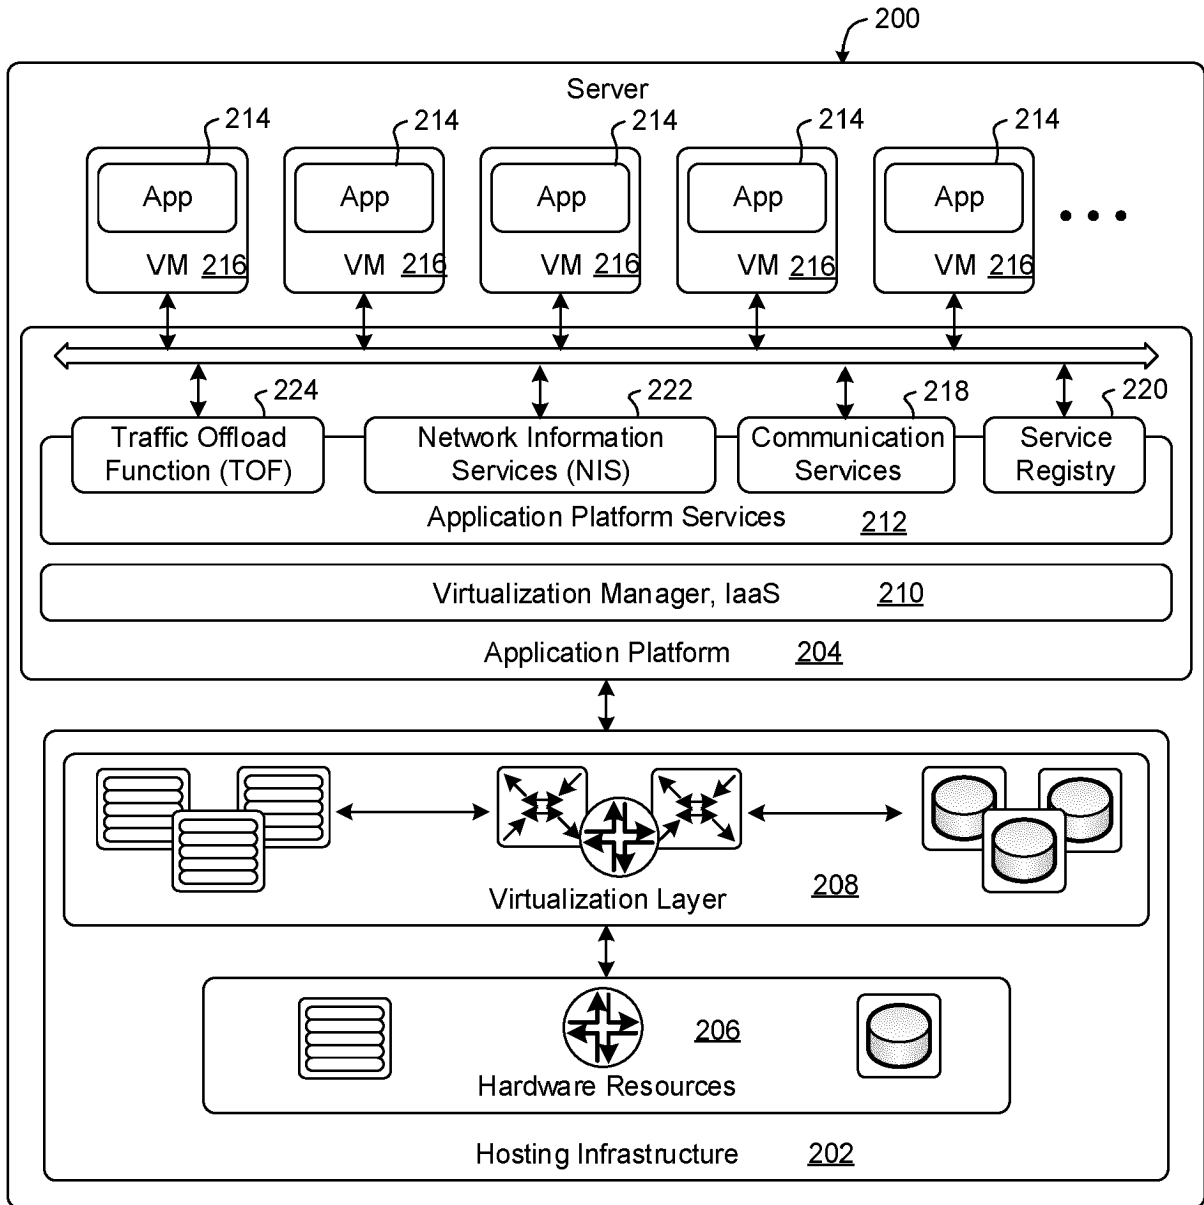 200
Server
214 214 214 214 214
App App App App App
VM 216 VM 216 VM 216 VM 216 VM 216
224 222 218 220
Traffic Offload
Function (TOF)
Network Information
Services (NIS)
Communication
Services
Service
Registry
Application Platform Services 212
Virtualization Manager, IaaS 210
Application Platform 204
Virtualization Layer 208
206
Hardware Resources
Hosting Infrastructure 202